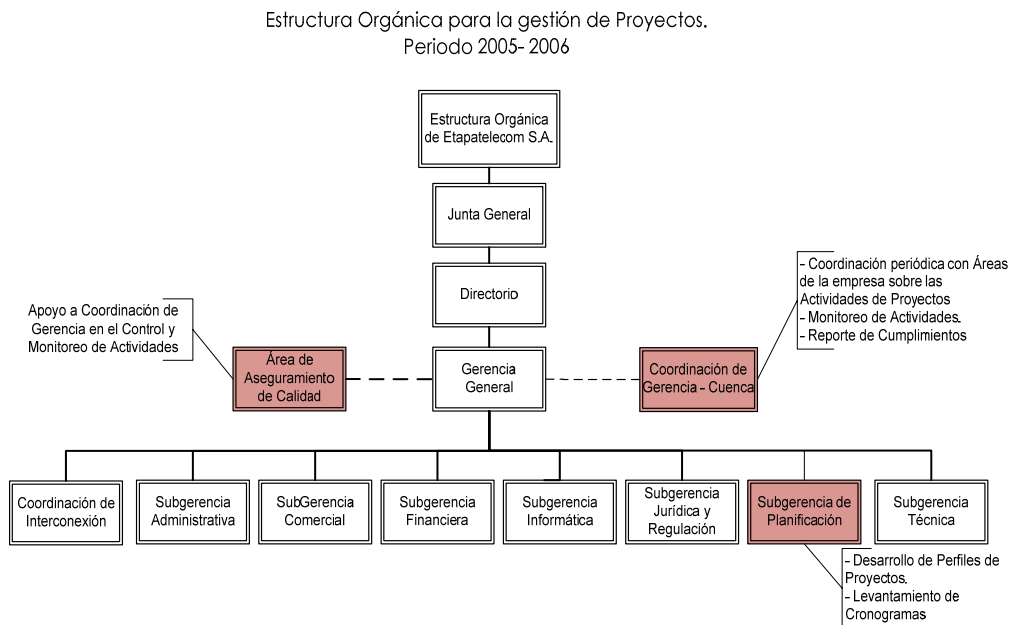 Estructura Orgánica para la gestión de Proyectos.
Periodo 2005- 2006
Estructura Orgánica
de Etapatelecom S.A.
Junta General
Directorio
Apoyo a Coordinación de
Gerencia en el Control y
Monitoreo de Actividades
- Coordinación periódica con Áreas
de la empresa sobre las
Actividades de Proyectos
- Monitoreo de Actividades.
- Reporte de Cumplimientos
Área de
Aseguramiento
de Calidad
Gerencia
General
Coordinación de
Gerencia - Cuenca
Coordinación de
Interconexión
Subgerencia
Administrativa
SubGerencia
Comercial
Subgerencia
Financiera
Subgerencia
Informática
Subgerencia
Jurídica y
Regulación
Subgerencia de
Planificación
Subgerencia
Técnica
- Desarrollo de Perfiles de
Proyectos.
- Levantamiento de
Cronogramas